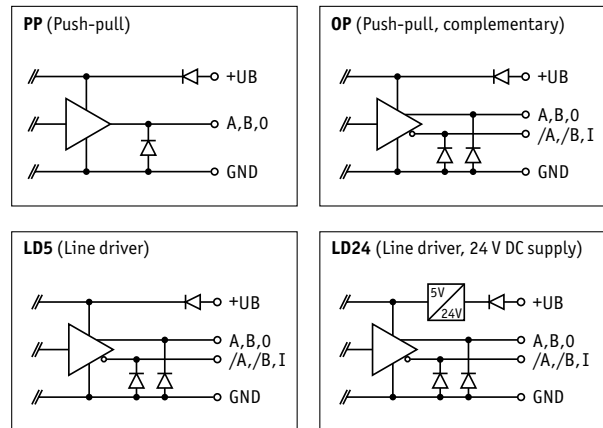 PP (Push-pull)
+UB
A,B,0
GND
OP (Push-pull, complementary)
+UB
A,B,0
/A,/B,I
GND
LD5 (Line driver)
+UB
A,B,0
/A,/B,I
GND
LD24 (Line driver, 24 V DC supply)
5V
24V
+UB
A,B,0
/A,/B,I
GND